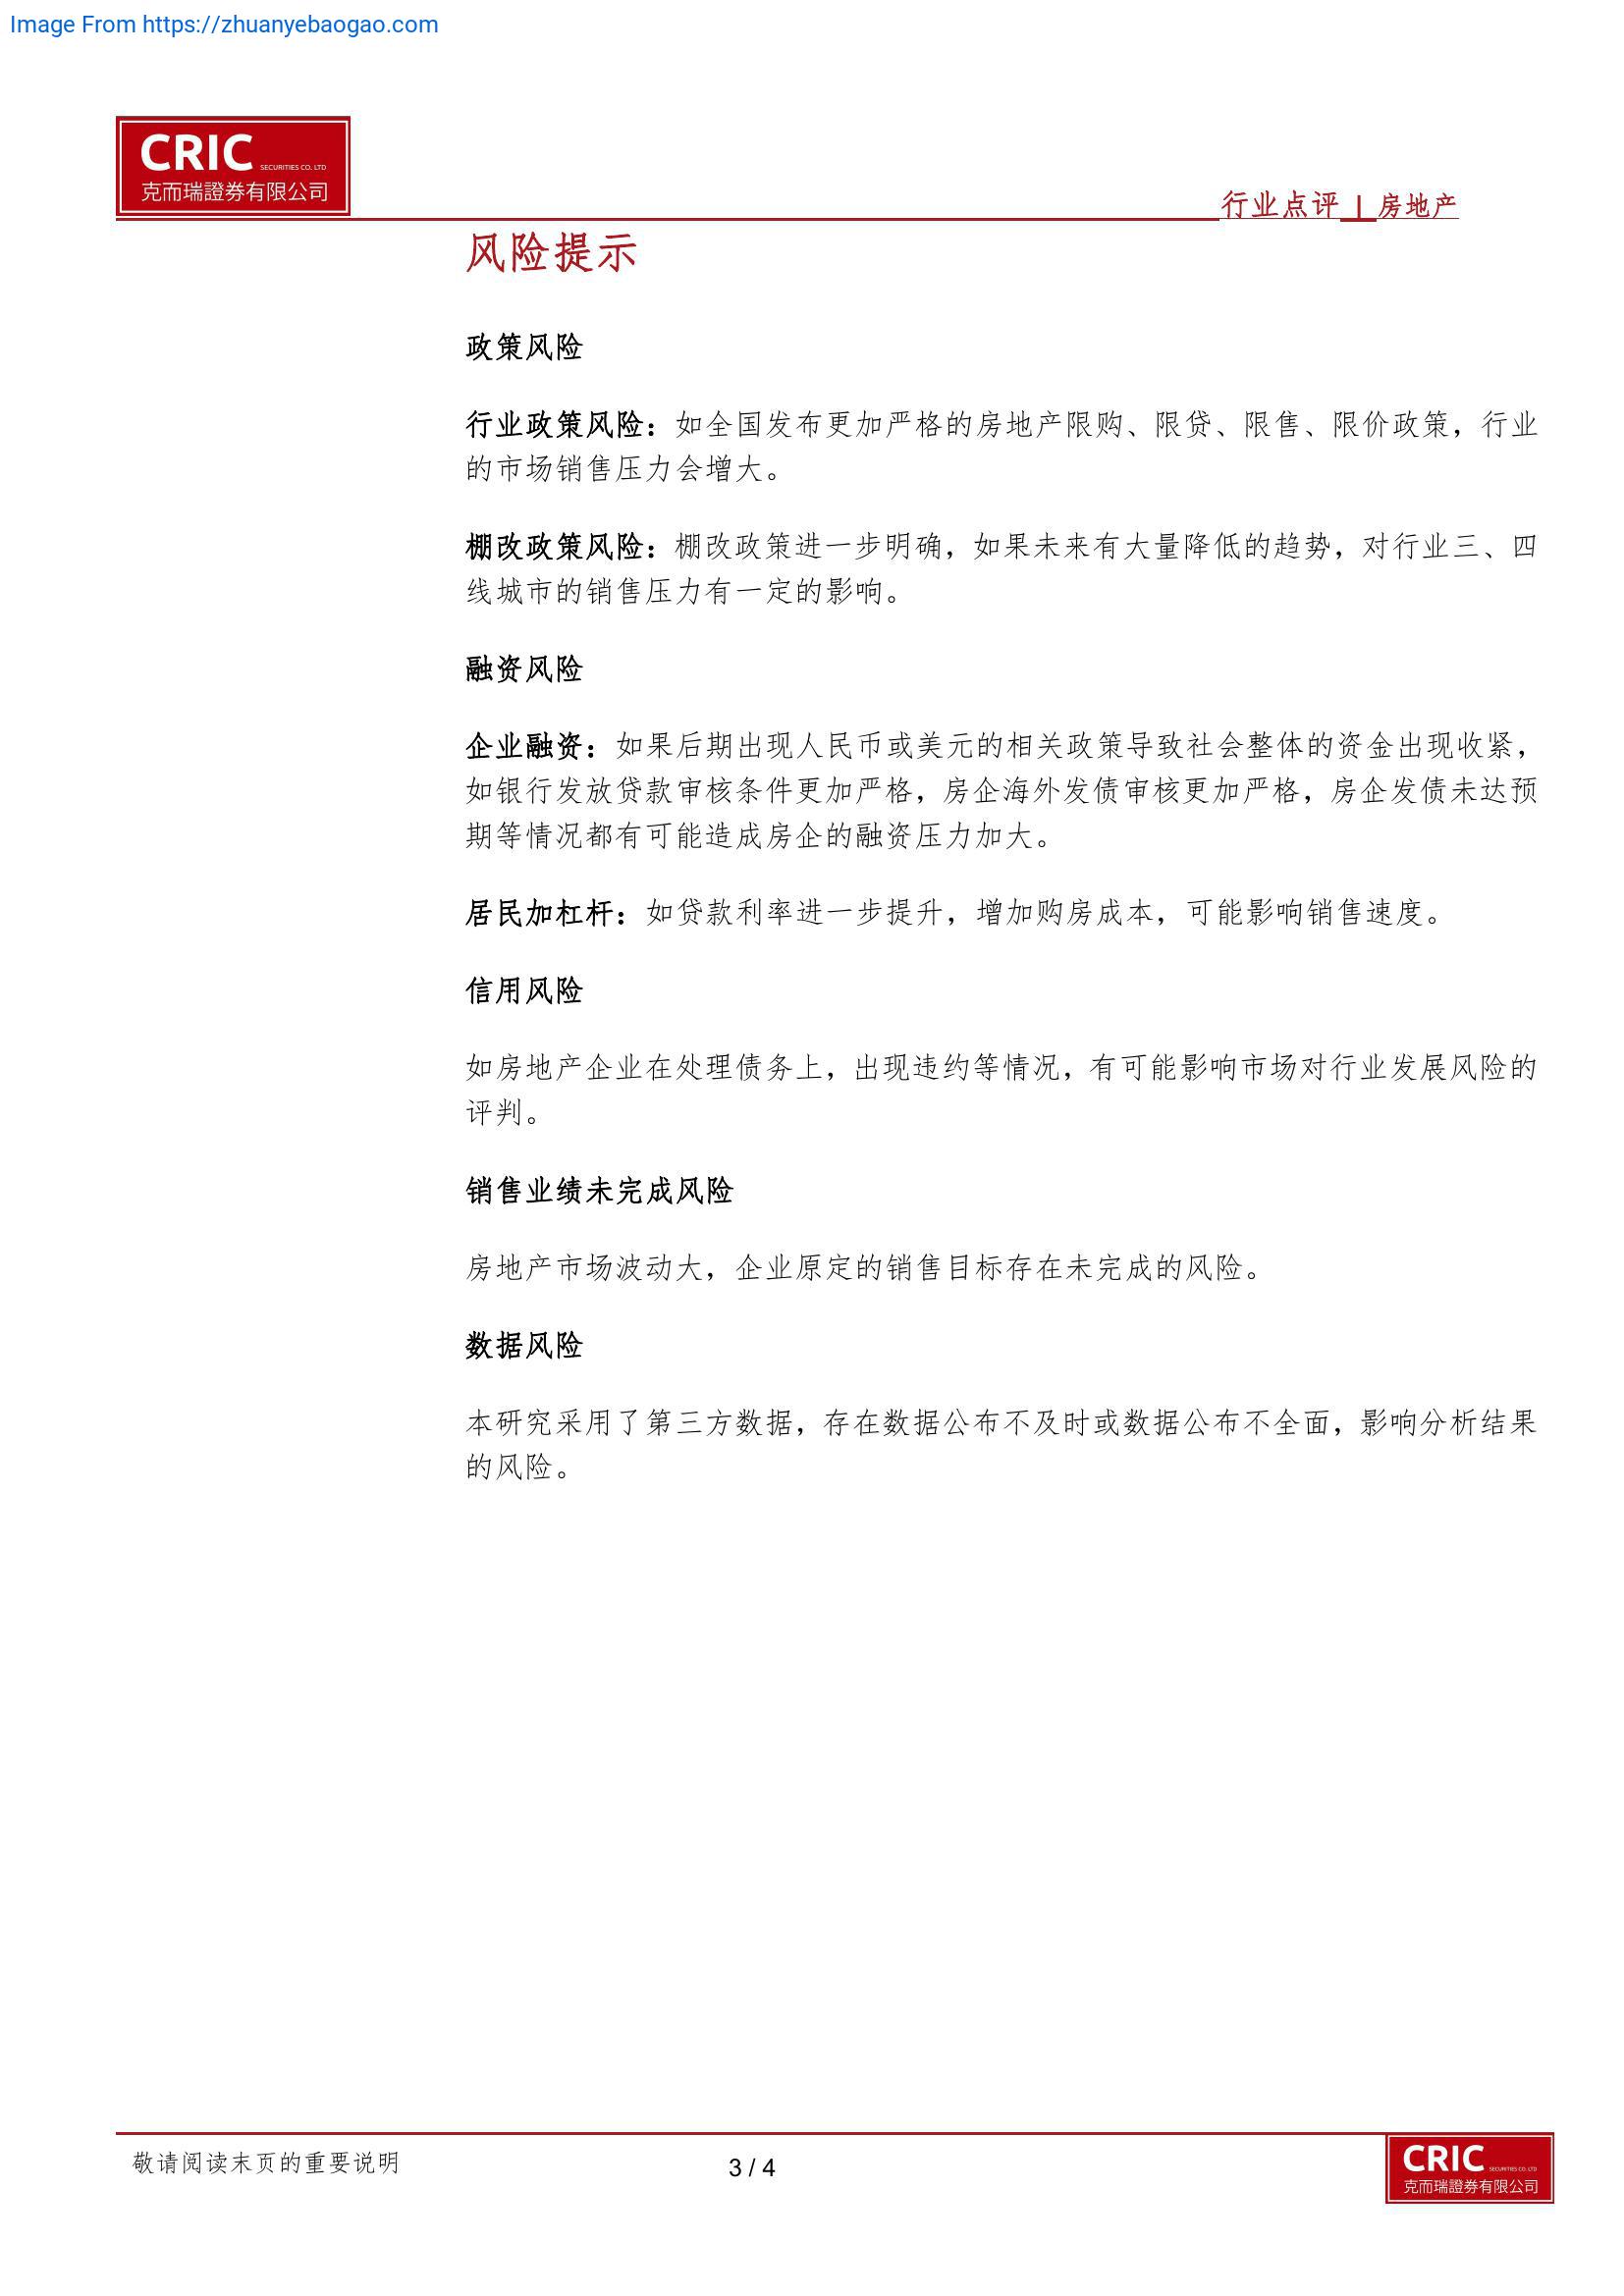 Image From https://zhuanyebaogao.com
CRIC SECURITIES CO. LTD
克而瑞證券有限公司
行业点评 | 房地产
风险提示
政策风险
行业政策风险：如全国发布更加严格的房地产限购、限贷、限售、限价政策，行业
的市场销售压力会增大。
棚改政策风险：棚改政策进一步明确，如果未来有大量降低的趋势，对行业三、四
线城市的销售压力有一定的影响。
融资风险
企业融资：如果后期出现人民币或美元的相关政策导致社会整体的资金出现收紧，
如银行发放贷款审核条件更加严格，房企海外发债审核更加严格，房企发债未达预
期等情况都有可能造成房企的融资压力加大。
居民加杠杆：如贷款利率进一步提升，增加购房成本，可能影响销售速度。
信用风险
如房地产企业在处理债务上，出现违约等情况，有可能影响市场对行业发展风险的
评判。
销售业绩未完成风险
房地产市场波动大，企业原定的销售目标存在未完成的风险。
数据风险
本研究采用了第三方数据，存在数据公布不及时或数据公布不全面，影响分析结果
的风险。
敬请阅读末页的重要说明
3 / 4
CRIC SECURITIES CO. LTD
克而瑞證券有限公司